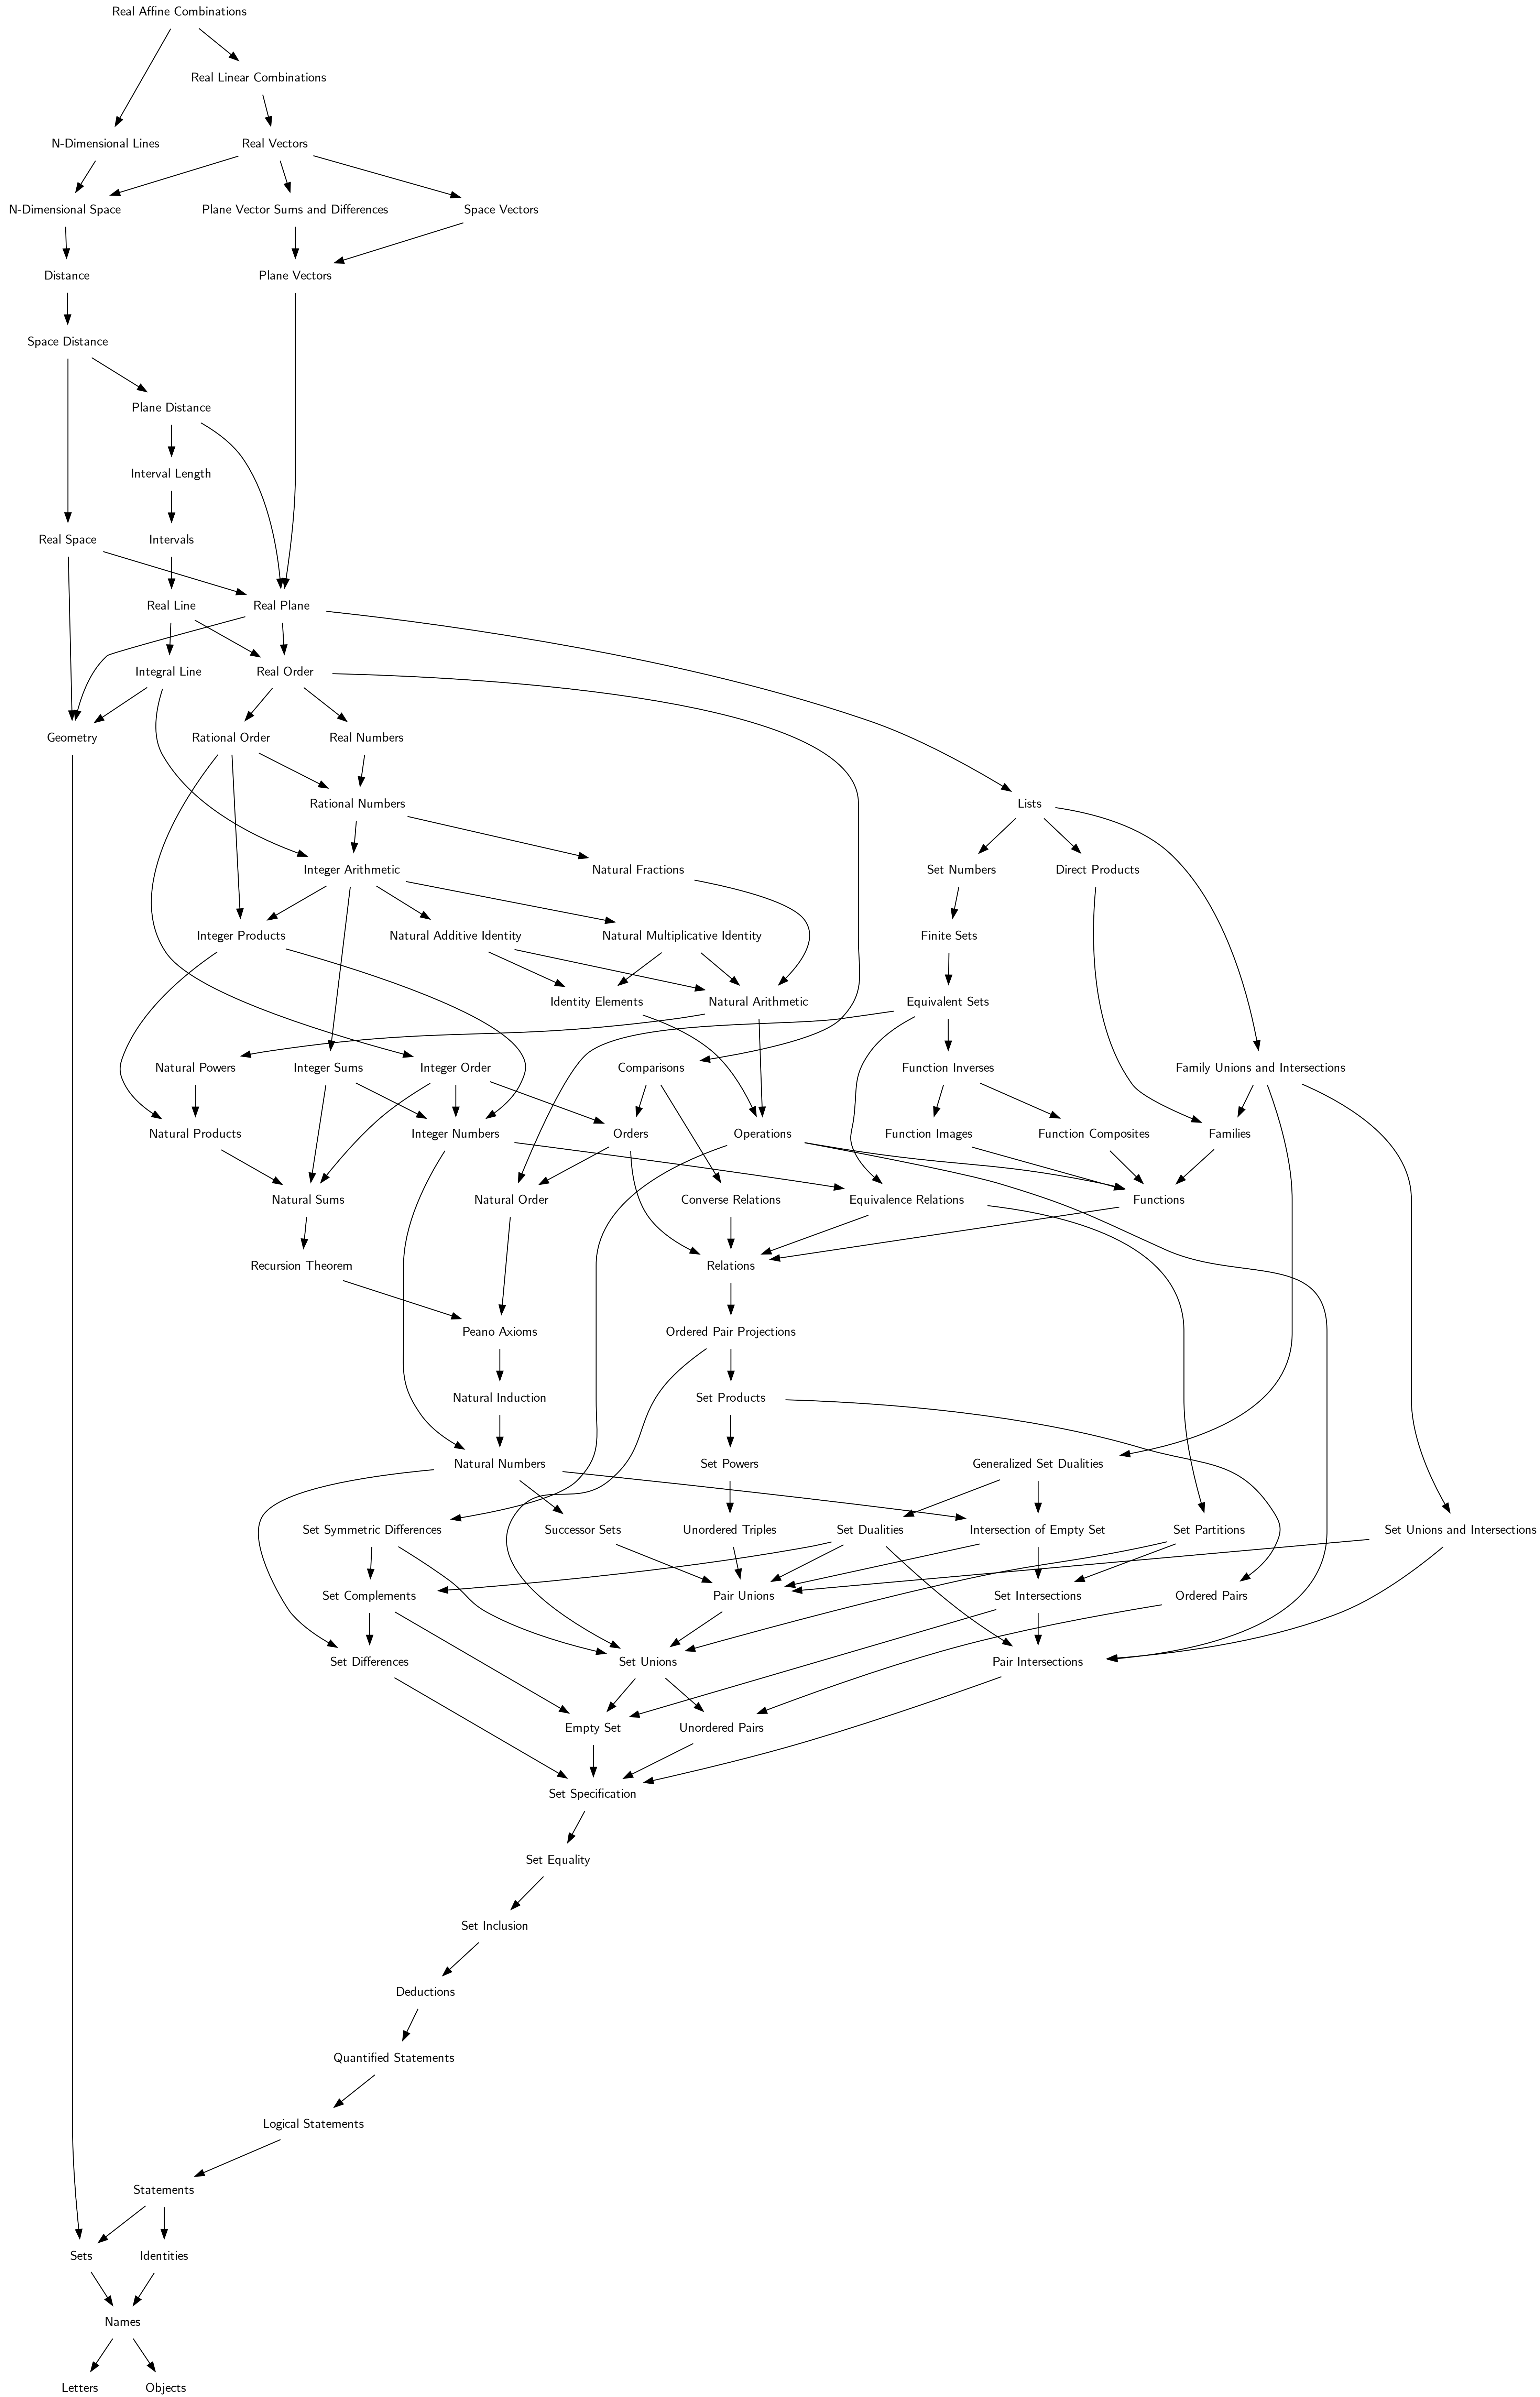 Real Affine Combinations
Real Linear Combinations
N-Dimensional Lines
Real Vectors
N-Dimensional Space
Plane Vector Sums and Differences
Space Vectors
Distance
Plane Vectors
Space Distance
Plane Distance
Interval Length
Real Space
Intervals
Real Line
Real Plane
Integral Line
Real Order
Geometry
Rational Order
Real Numbers
Rational Numbers
Lists
Integer Arithmetic
Natural Fractions
Set Numbers
Direct Products
Integer Products
Natural Additive Identity
Natural Multiplicative Identity
Finite Sets
Identity Elements
Natural Arithmetic
Equivalent Sets
Natural Powers
Integer Sums
Integer Order
Comparisons
Function Inverses
Family Unions and Intersections
Natural Products
Integer Numbers
Orders
Operations
Function Images
Function Composites
Families
Natural Sums
Natural Order
Converse Relations
Equivalence Relations
Functions
Recursion Theorem
Relations
Peano Axioms
Ordered Pair Projections
Natural Induction
Set Products
Natural Numbers
Set Powers
Generalized Set Dualities
Set Symmetric Differences
Successor Sets
Unordered Triples
Set Dualities
Intersection of Empty Set
Set Partitions
Set Unions and Intersections
Set Complements
Pair Unions
Set Intersections
Ordered Pairs
Set Differences
Set Unions
Pair Intersections
Empty Set
Unordered Pairs
Set Specification
Set Equality
Set Inclusion
Deductions
Quantified Statements
Logical Statements
Statements
Sets
Identities
Names
Letters
Objects